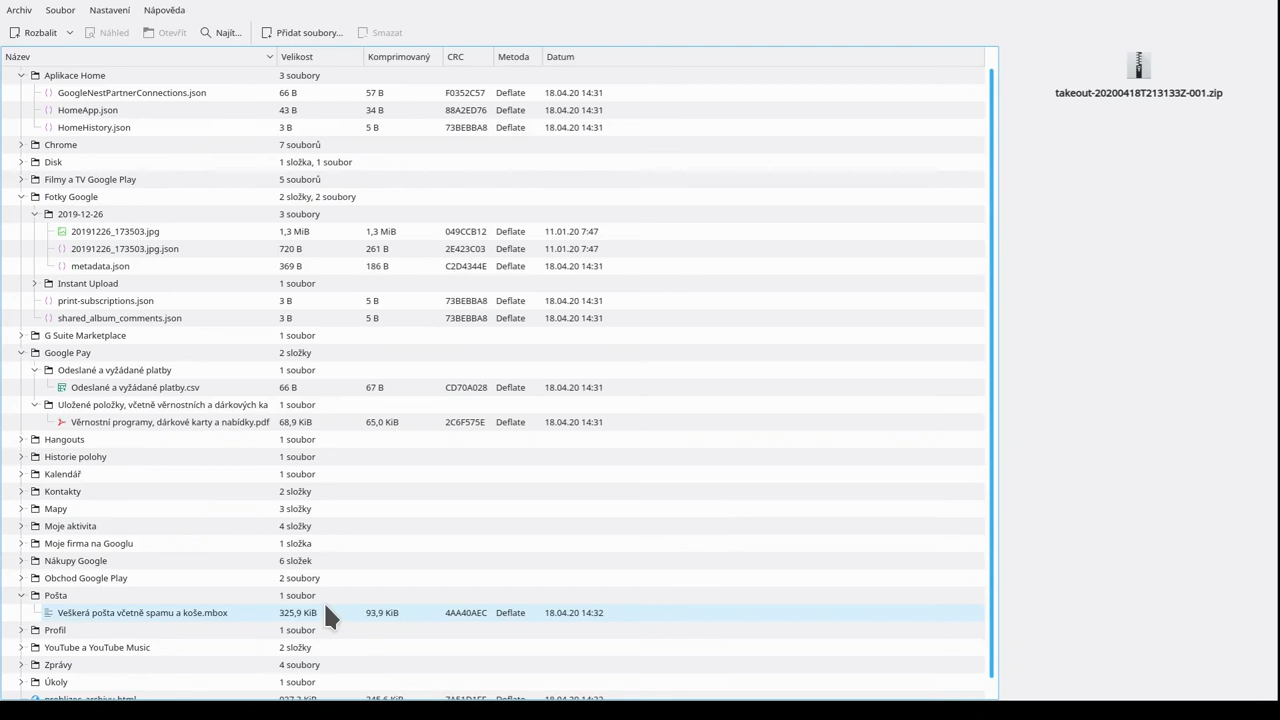 Archiv Soubor Nastavení Nápověda
Rozbalit Náhled Otevřít Najít... Přidat soubory... Smazat
Název Velikost Komprimovaný CRC Metoda Datum
Aplikace Home 3 soubory
GoogleNestPartnerConnections.json 66 B 57 B F0352C57 Deflate 18.04.20 14:31
HomeApp.json 43 B 34 B 88A2ED76 Deflate 18.04.20 14:31
HomeHistory.json 3 B 5 B 73BEBBA8 Deflate 18.04.20 14:31
Chrome 7 souborů
Disk 1 složka, 1 soubor
Filmy a TV Google Play 5 souborů
Fotky Google 2 složky, 2 soubory
2019-12-26 3 soubory
20191226_173503.jpg 1,3 MiB 1,3 MiB 049CCB12 Deflate 11.01.20 7:47
20191226_173503.jpg.json 720 B 261 B 2E423C03 Deflate 11.01.20 7:47
metadata.json 369 B 186 B C2D4344E Deflate 18.04.20 14:31
Instant Upload 1 soubor
print-subscriptions.json 3 B 5 B 73BEBBA8 Deflate 18.04.20 14:31
shared_album_comments.json 3 B 5 B 73BEBBA8 Deflate 18.04.20 14:31
G Suite Marketplace 1 soubor
Google Pay 2 složky
Odeslané a vyžádané platby 1 soubor
Odeslané a vyžádané platby.csv 66 B 67 B CD70A028 Deflate 18.04.20 14:31
Uložené položky, včetně věrnostních a dárkových ka 1 soubor
Věrnostní programy, dárkové karty a nabídky.pdf 68,9 KiB 65,0 KiB 2C6F575E Deflate 18.04.20 14:31
Hangouts 1 soubor
Historie polohy 1 soubor
Kalendář 1 soubor
Kontakty 2 složky
Mapy 3 složky
Moje aktivita 4 složky
Moje firma na Googlu 1 složka
Nákupy Google 6 složek
Obchod Google Play 2 soubory
Pošta 1 soubor
Veškerá pošta včetně spamu a koše.mbox 325,9 KiB 93,9 KiB 4AA40AEC Deflate 18.04.20 14:32
Profil 1 soubor
YouTube a YouTube Music 2 složky
Zprávy 4 soubory
Úkoly 1 soubor
takeout-20200418T213133Z-001.zip